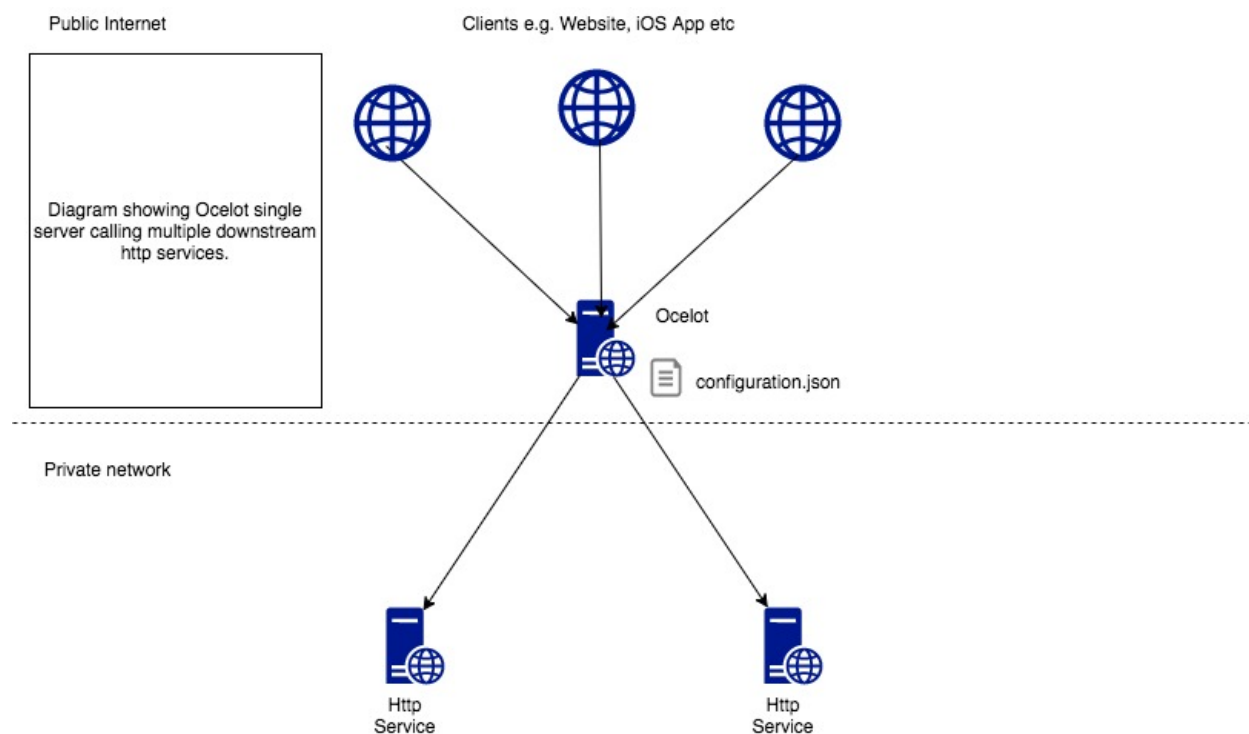 Public Internet
Clients e.g. Website, iOS App etc
Diagram showing Ocelot single
server calling multiple downstream
http services.
Ocelot
configuration.json
Private network
Http
Service
Http
Service